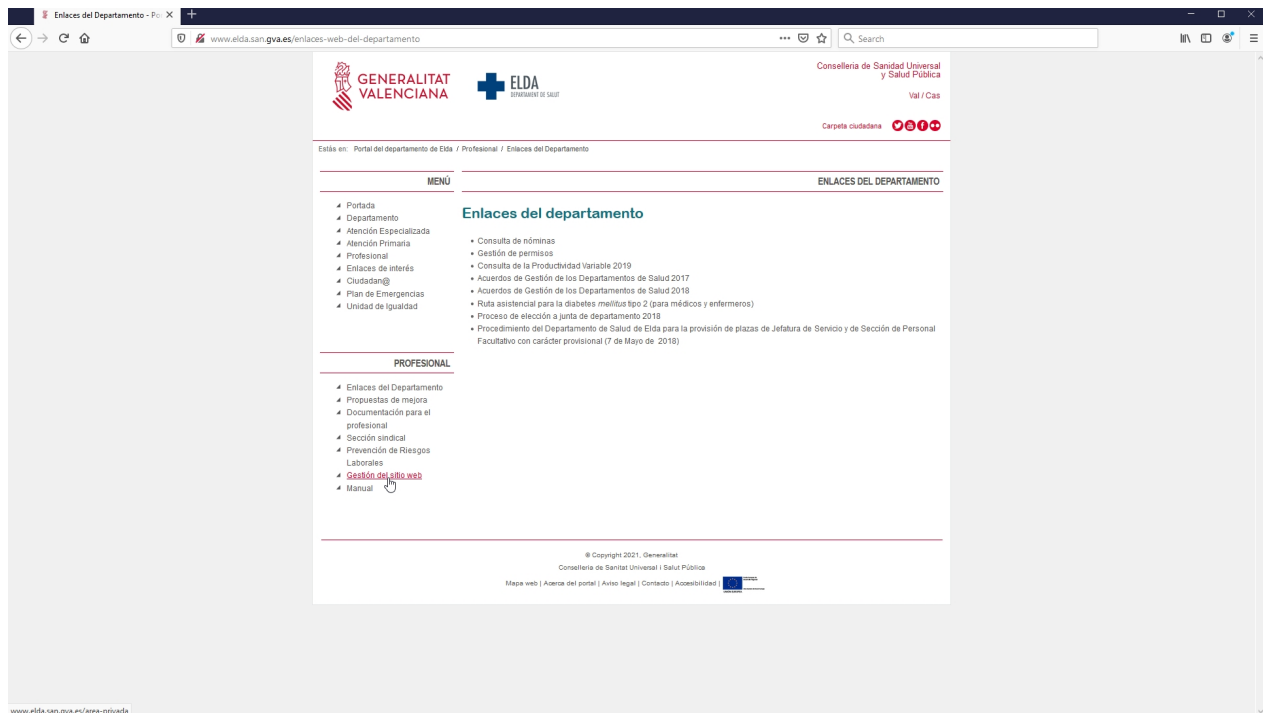 Enlaces del Departamento - Po
www.elda.san.gva.es/enlaces-web-del-departamento
Search
GENERALITAT
VALENCIANA
ELDA
DEPARTAMENT DE SALUT
Conselleria de Sanidad Universal
y Salud Pública
Val / Cas
Carpeta ciudadana
Estás en: Portal del departamento de Elda / Profesional / Enlaces del Departamento
MENÚ
Portada
Departamento
Atención Especializada
Atención Primaria
Profesional
Enlaces de interés
Ciudadan@
Plan de Emergencias
Unidad de Igualdad
PROFESIONAL
Enlaces del Departamento
Propuestas de mejora
Documentación para el
profesional
Sección sindical
Prevención de Riesgos
Laborales
Gestión del sitio web
Manual
ENLACES DEL DEPARTAMENTO
Enlaces del departamento
Consulta de nóminas
Gestión de permisos
Consulta de la Productividad Variable 2019
Acuerdos de Gestión de los Departamentos de Salud 2017
Acuerdos de Gestión de los Departamentos de Salud 2018
Ruta asistencial para la diabetes mellitus tipo 2 (para médicos y enfermeros)
Proceso de elección a junta de departamento 2018
Procedimiento del Departamento de Salud de Elda para la provisión de plazas de Jefatura de Servicio y de Sección de Personal
Facultativo con carácter provisional (7 de Mayo de 2018)
© Copyright 2021, Generalitat
Conselleria de Sanitat Universal i Salut Pública
Mapa web | Acerca del portal | Aviso legal | Contacto | Accesibilidad |
www.elda.san.gva.es/area-privada